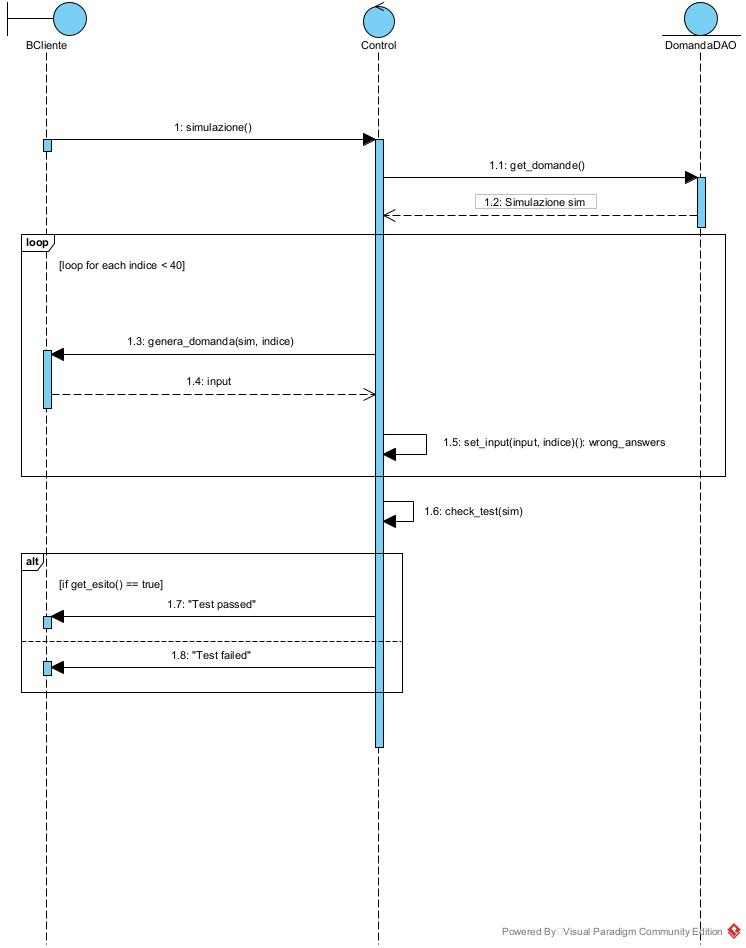 BCliente
Control
DomandaDAO
1: simulazione()
1.1: get_domande()
1.2: Simulazione sim
loop
[loop for each indice < 40]
1.3: genera_domanda(sim, indice)
1.4: input
1.5: set_input(input, indice)(): wrong_answers
1.6: check_test(sim)
alt
[if get_esito() == true]
1.7: "Test passed"
1.8: "Test failed"
Powered By Visual Paradigm Community Edition